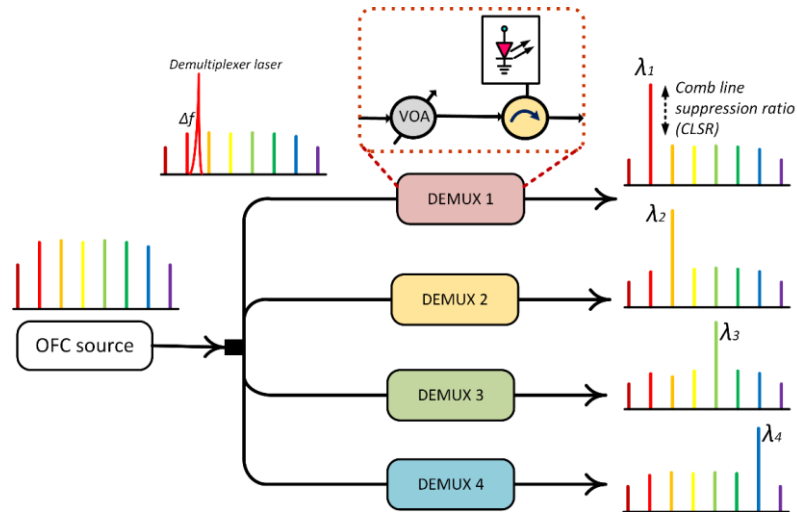 Demultiplexer laser
Δf
VOA
λ1
Comb line
suppression ratio
(CLSR)
DEMUX 1
λ2
DEMUX 2
OFC source
λ3
DEMUX 3
λ4
DEMUX 4